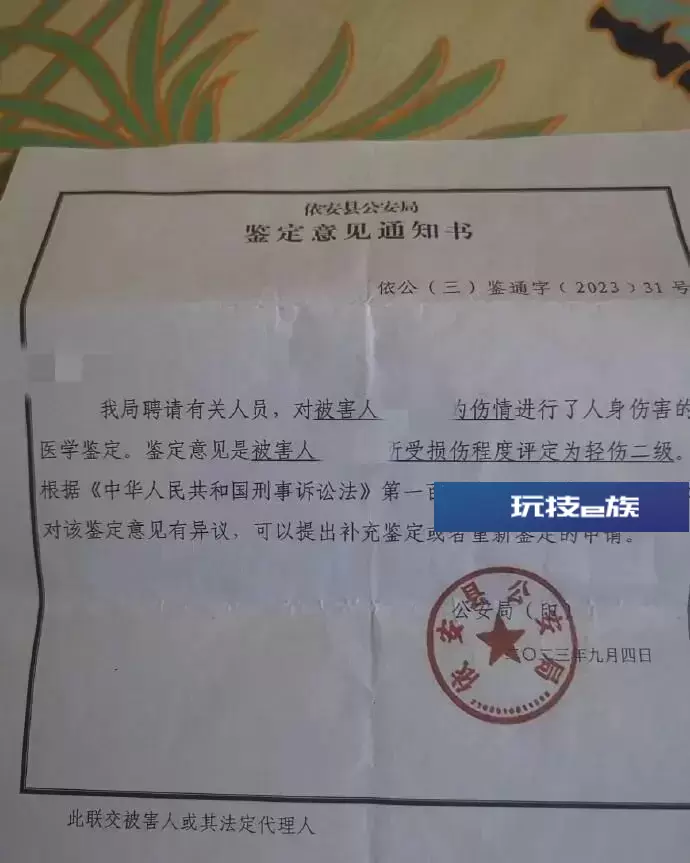 依安县公安局
鉴定意见通知书
依公（三）鉴通字﹝2023﹞31号
我局聘请有关人员，对被害人 的伤情进行了人身伤害的
医学鉴定。鉴定意见是被害人 所受损伤程度评定为轻伤二级。
根据《中华人民共和国刑事诉讼法》第一百
玩技e族
对该鉴定意见有异议，可以提出补充鉴定或者重新鉴定的申请。
公安局（印）
依安县公安局
二〇二三年九月四日
此联交被害人或其法定代理人